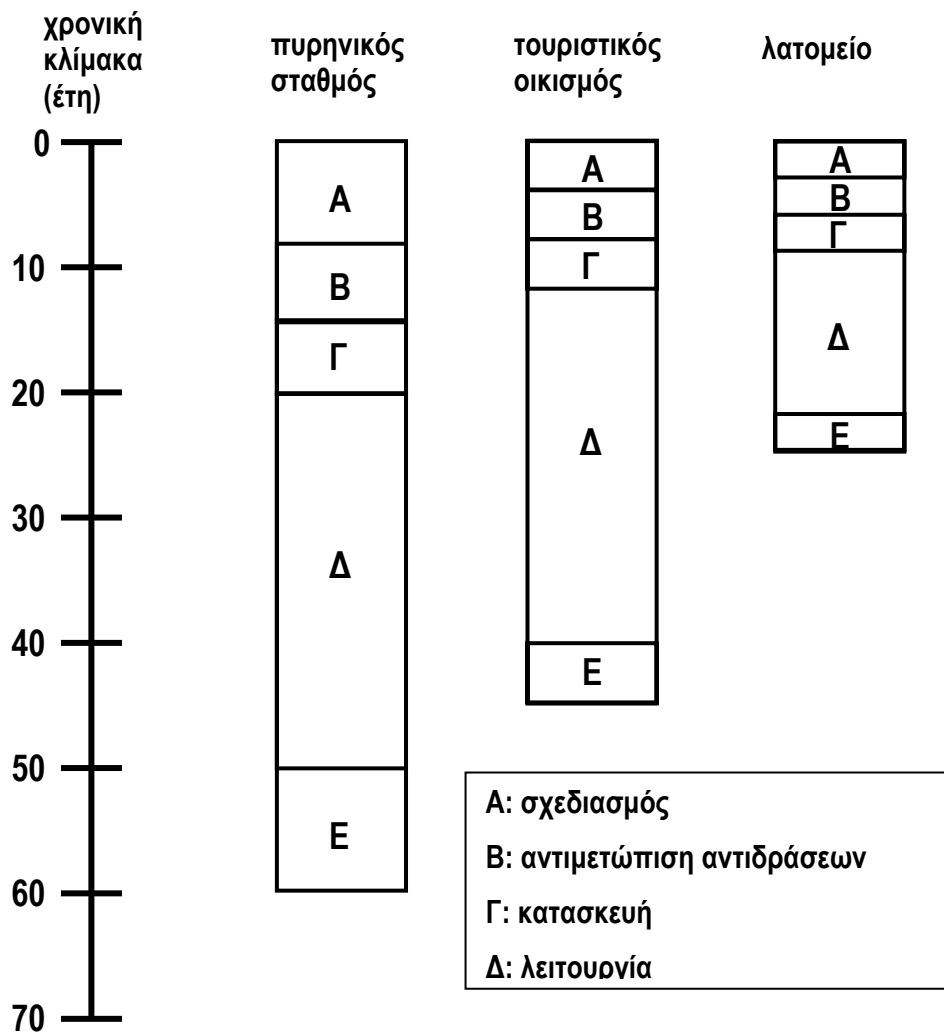 χρονική
κλίμακα
(έτη)
πυρηνικός
σταθμός
τουριστικός
οικισμός
λατομείο
0
10
20
30
40
50
60
70
Α
Β
Γ
Δ
Ε
Α
Β
Γ
Δ
Ε
Α
Β
Γ
Δ
Ε
Α: σχεδιασμός
Β: αντιμετώπιση αντιδράσεων
Γ: κατασκευή
Δ: λειτουργία